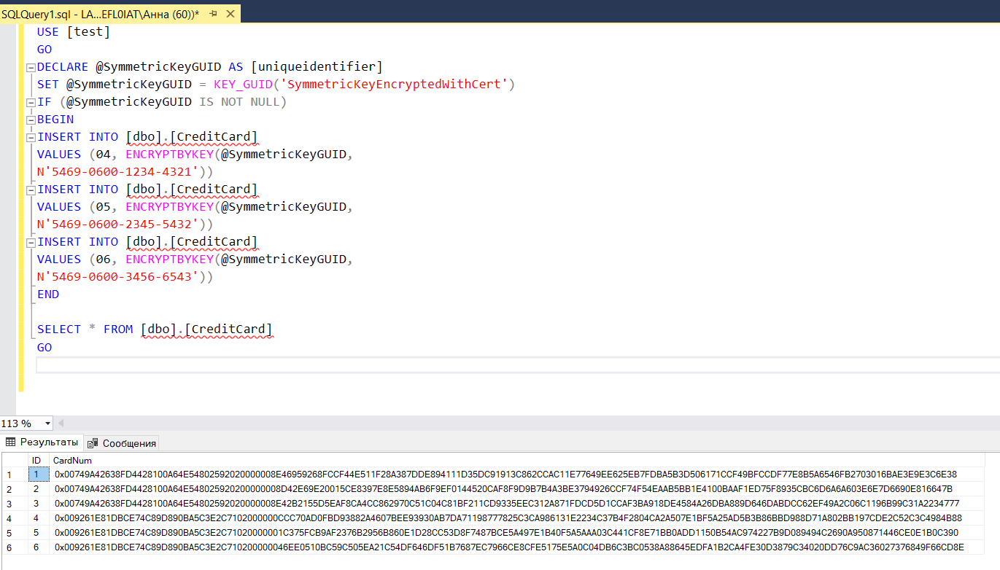 SQLQuery1.sql - LA...EFL0IAT\Анна (60))*
USE [test]
GO
DECLARE @SymmetricKeyGUID AS [uniqueidentifier]
SET @SymmetricKeyGUID = KEY_GUID('SymmetricKeyEncryptedWithCert')
IF (@SymmetricKeyGUID IS NOT NULL)
BEGIN
INSERT INTO [dbo].[CreditCard]
VALUES (04, ENCRYPTBYKEY(@SymmetricKeyGUID,
N'5469-0600-1234-4321'))
INSERT INTO [dbo].[CreditCard]
VALUES (05, ENCRYPTBYKEY(@SymmetricKeyGUID,
N'5469-0600-2345-5432'))
INSERT INTO [dbo].[CreditCard]
VALUES (06, ENCRYPTBYKEY(@SymmetricKeyGUID,
N'5469-0600-3456-6543'))
END
SELECT * FROM [dbo].[CreditCard]
GO
113 %
Результаты Сообщения
ID CardNum
1 1 0x00749A42638FD4428100A64E54802592020000008E46959268FCCF44E511F28A387DDE894111D35DC91913C862CCAC11E77649EE625EB7FDBA5B3D506171CCF49BFCCDF77E8B5A6546FB2703016BAE3E9E3C6E38
2 2 0x00749A42638FD4428100A64E54802592020000008D42E69E20015CE8397E8E5894AB6F9EF0144520CAF8F9D9B7B4A3BE3794926CCF74F54EAAB5BB1E4100BAAF1ED75F8935CBC6D6A6A603E6E7D6690E816647B
3 3 0x00749A42638FD4428100A64E54802592020000008E42B2155D5EAF8CA4CC862970C51C04C81BF211CD9335EEC312A871FDCD5D1CCAF3BA918DE4584A26DBA889D646DABDCC62EF49A2C06C1196B99C31A2234777
4 4 0x009261E81DBCE74C89D890BA5C3E2C7102000000CCC70AD0FBD93882A4607BEE93930AB7DA71198777825C3CA986131E2234C37B4F2804CA2A507E1BF5A25AD5B3B86BBD988D71A802BB197CDE2C52C3C4984B88
5 5 0x009261E81DBCE74C89D890BA5C3E2C71020000001C375FCB9AF2376B2956B860E1D28CC53D8F7487BCE5A497E1B40F5A5AAA03C441CF8E71BB0ADD1150B54AC974227B9D089494C2690A950871446CE0E1B0C390
6 6 0x009261E81DBCE74C89D890BA5C3E2C710200000046EE0510BC59C505EA21C54DF646DF51B7687EC7966CE8CFE5175E5A0C04DB6C3BC0538A88645EDFA1B2CA4FE30D3879C34020DD76C9AC36027376849F66CD8E